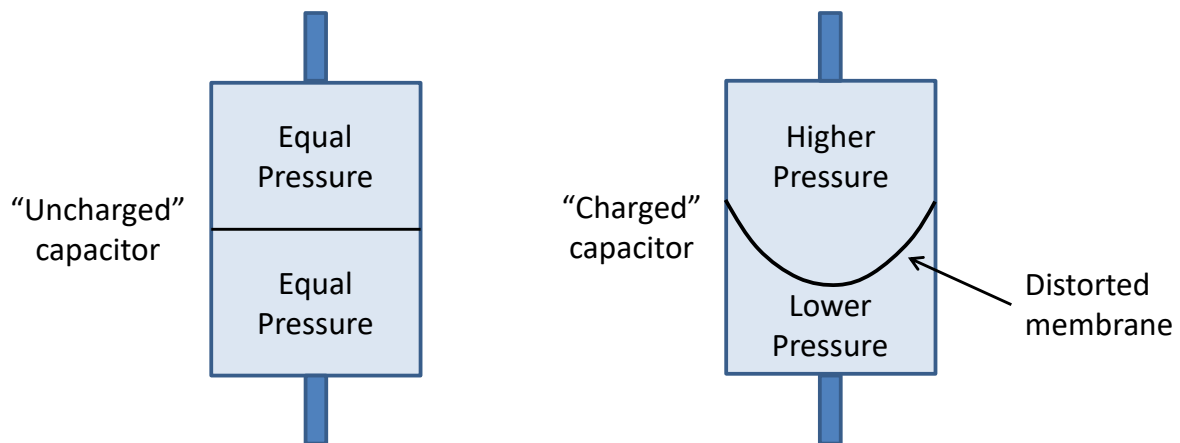 Equal
Pressure
“Uncharged”
capacitor
Equal
Pressure
Higher
Pressure
“Charged”
capacitor
Lower
Pressure
Distorted
membrane